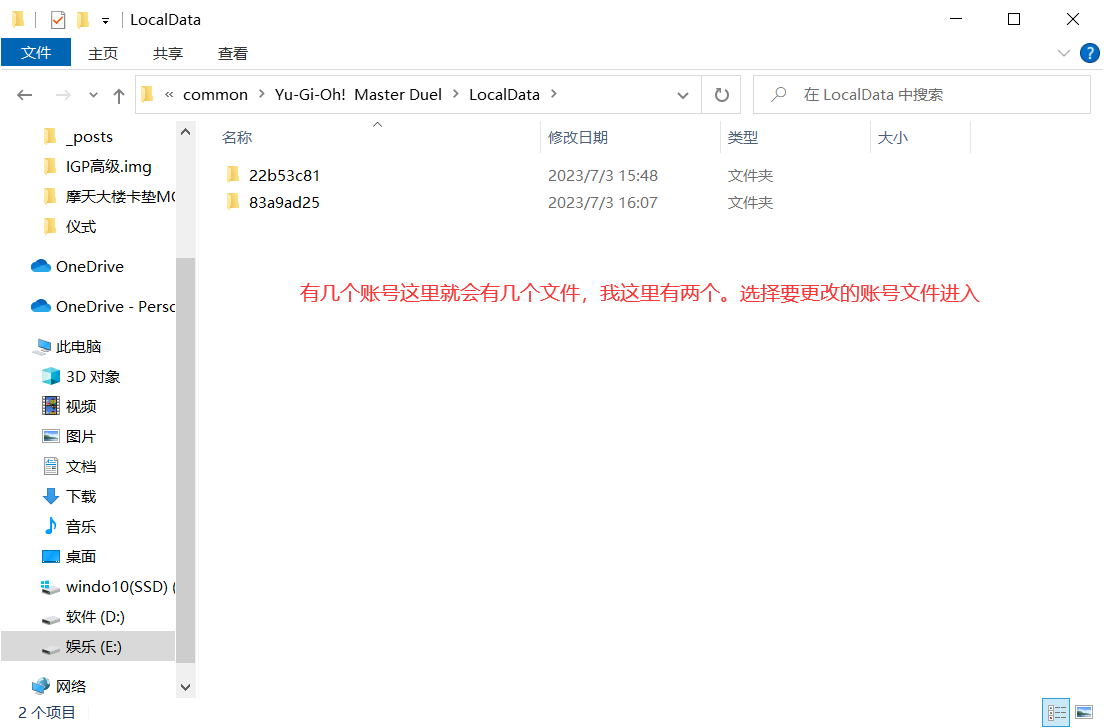 LocalData
文件 主页 共享 查看
« common > Yu-Gi-Oh! Master Duel > LocalData >
在 LocalData 中搜索
_posts
IGP高级.img
摩天大楼卡垫MC
仪式
OneDrive
OneDrive - Persc
此电脑
3D 对象
视频
图片
文档
下载
音乐
桌面
windo10(SSD) (
软件 (D:)
娱乐 (E:)
网络
名称 修改日期 类型 大小
22b53c81 2023/7/3 15:48 文件夹
83a9ad25 2023/7/3 16:07 文件夹
有几个账号这里就会有几个文件，我这里有两个。选择要更改的账号文件进入
2 个项目